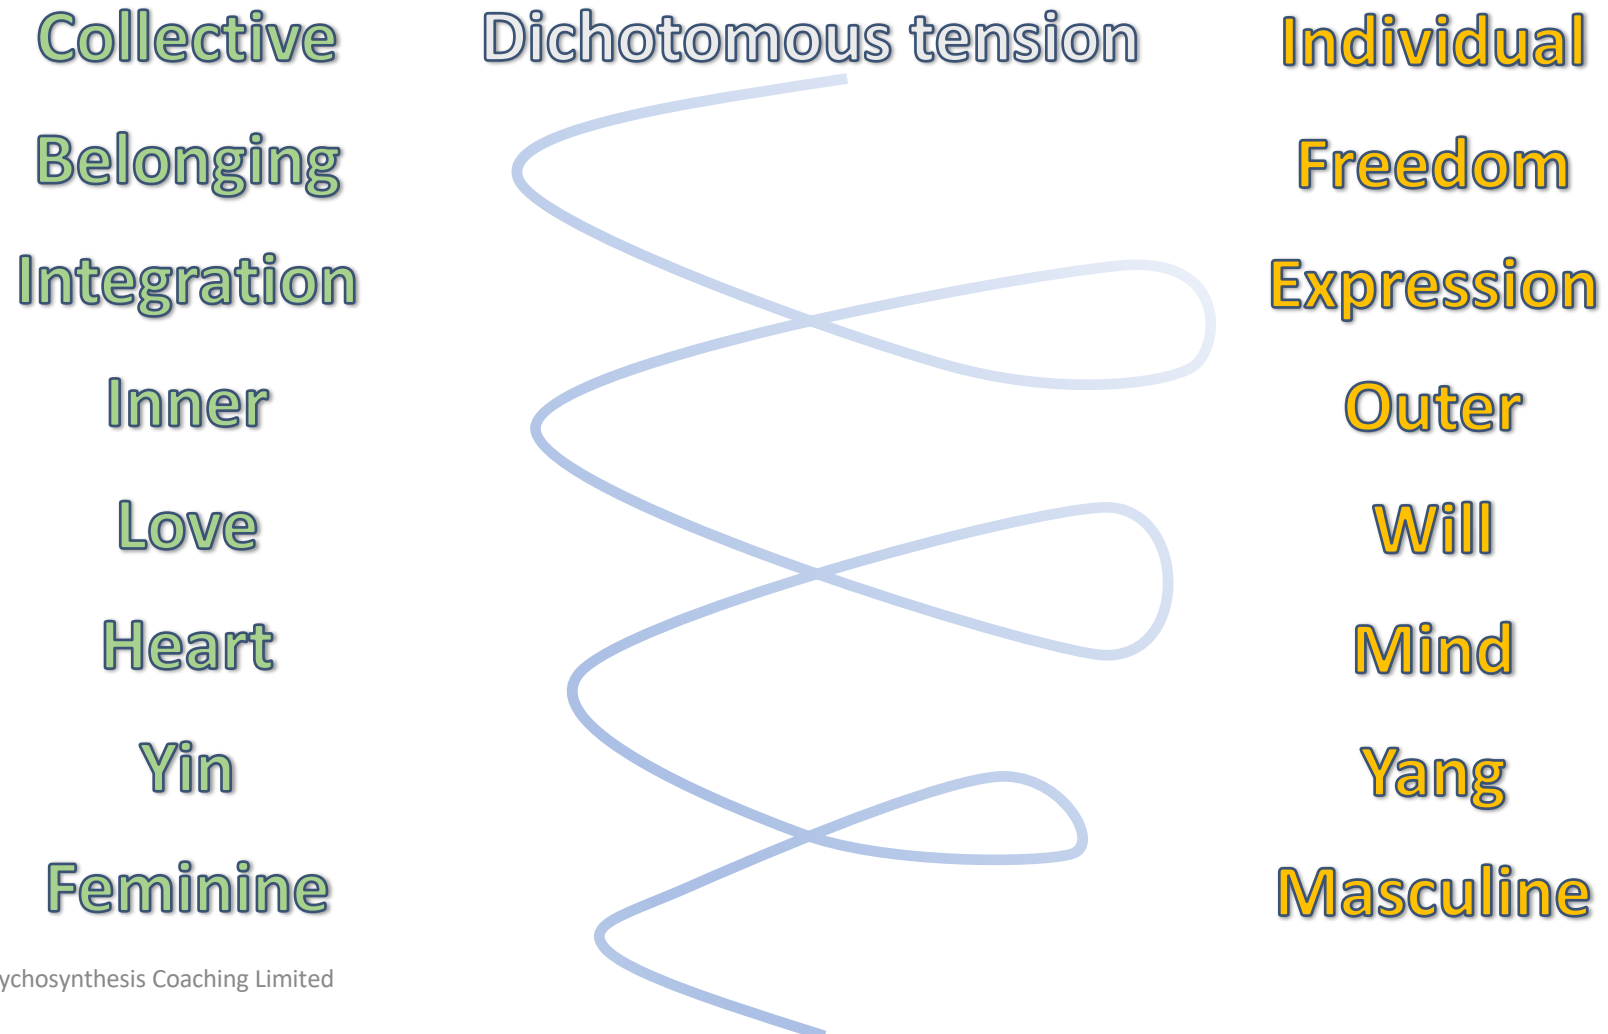 Collective Dichotomous tension Individual
Belonging Freedom
Integration Expression
Inner Outer
Love Will
Heart Mind
Yin Yang
Feminine Masculine
ychosynthesis Coaching Limited